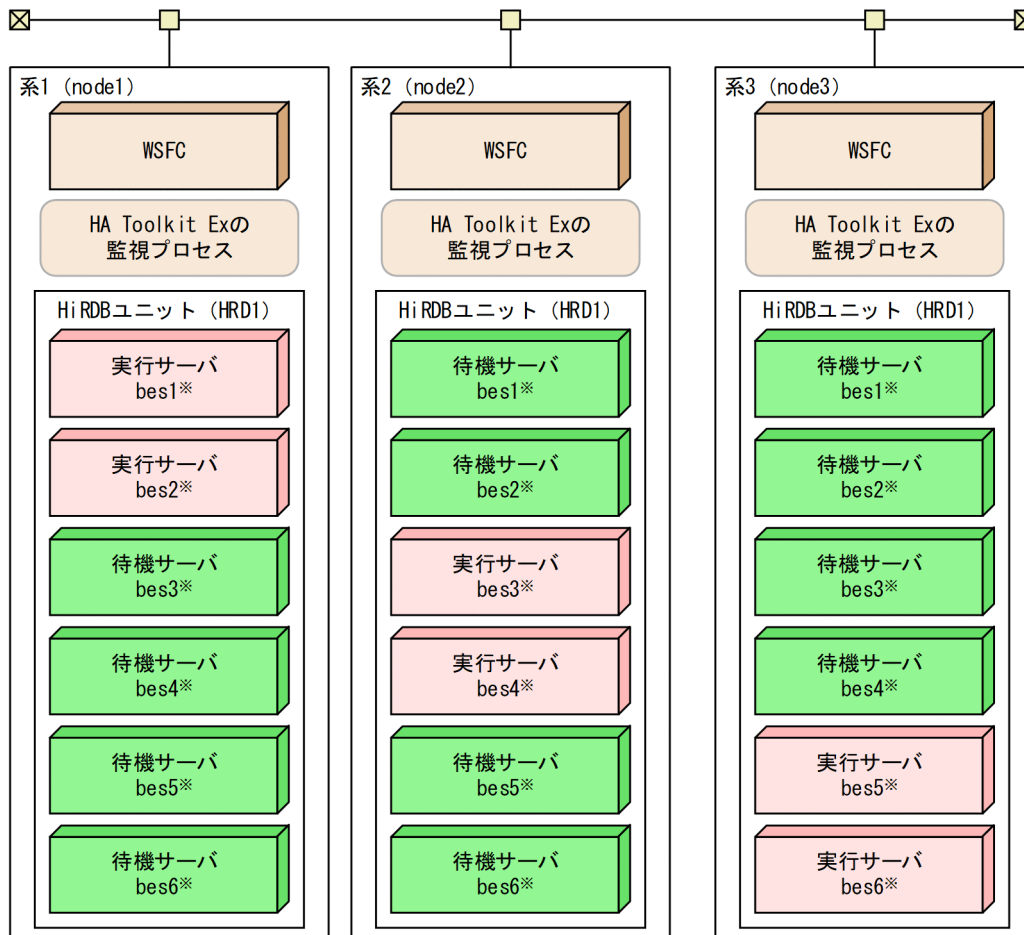 系1（node1）
WSFC
HA Toolkit Exの
監視プロセス
HiRDBユニット（HRD1）
実行サーバ
bes1※
実行サーバ
bes2※
待機サーバ
bes3※
待機サーバ
bes4※
待機サーバ
bes5※
待機サーバ
bes6※
系2（node2）
WSFC
HA Toolkit Exの
監視プロセス
HiRDBユニット（HRD1）
待機サーバ
bes1※
待機サーバ
bes2※
実行サーバ
bes3※
実行サーバ
bes4※
待機サーバ
bes5※
待機サーバ
bes6※
系3（node3）
WSFC
HA Toolkit Exの
監視プロセス
HiRDBユニット（HRD1）
待機サーバ
bes1※
待機サーバ
bes2※
待機サーバ
bes3※
待機サーバ
bes4※
実行サーバ
bes5※
実行サーバ
bes6※